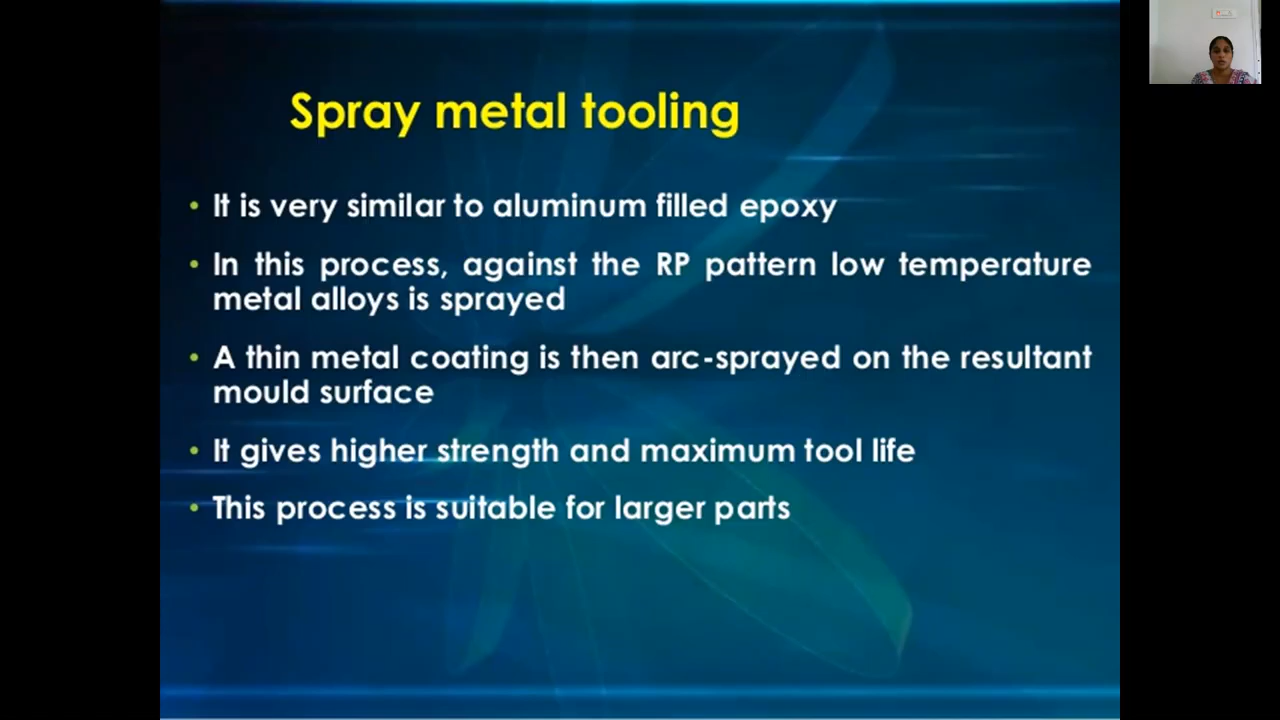 Spray metal tooling
• It is very similar to aluminum filled epoxy
• In this process, against the RP pattern low temperature
metal alloys is sprayed
• A thin metal coating is then arc-sprayed on the resultant
mould surface
• It gives higher strength and maximum tool life
• This process is suitable for larger parts